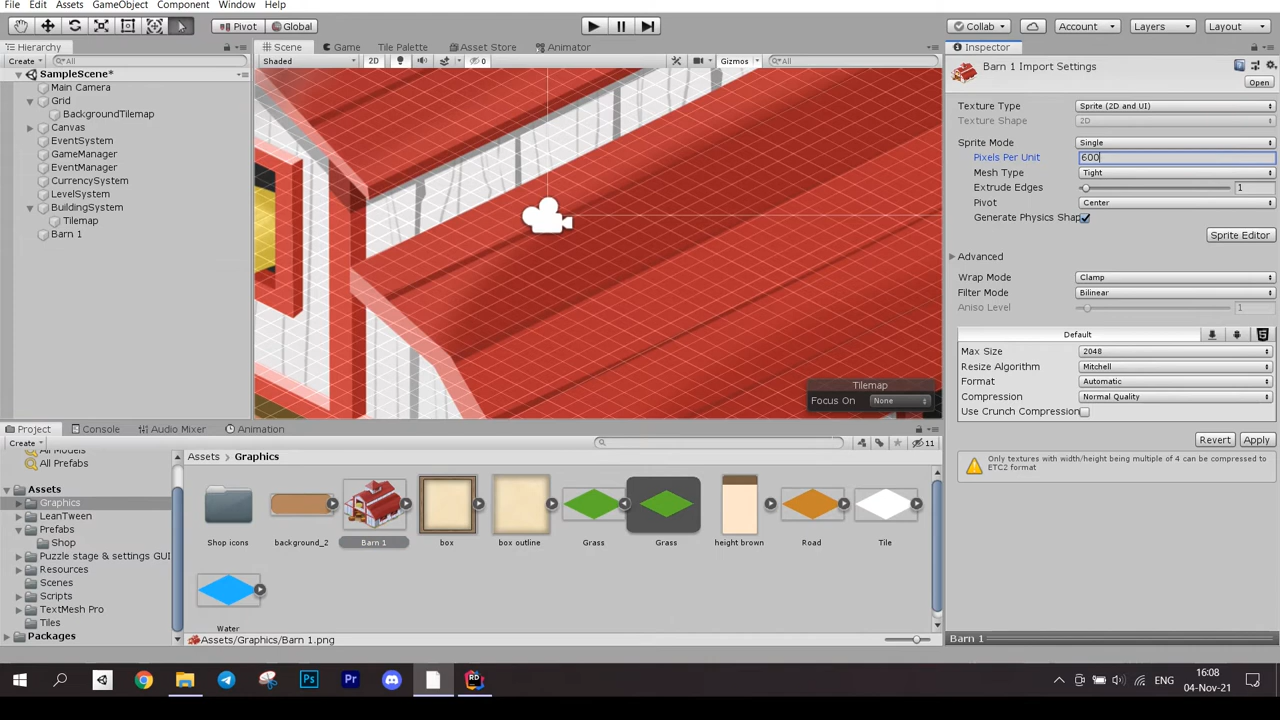 File Edit Assets GameObject Component Window Help
Pivot Global
Collab Account Layers Layout
Hierarchy
Scene Game Tile Palette Asset Store Animator
Inspector
Create All
Shaded 2D 0 Gizmos All
SampleScene*
Main Camera
Grid
BackgroundTilemap
Canvas
EventSystem
GameManager
EventManager
CurrencySystem
LevelSystem
BuildingSystem
Tilemap
Barn 1
Tilemap
Focus On None
Barn 1 Import Settings
Open
Texture Type Sprite (2D and UI)
Texture Shape 2D
Sprite Mode Single
Pixels Per Unit 600
Mesh Type Tight
Extrude Edges 1
Pivot Center
Generate Physics Shap
Sprite Editor
Advanced
Wrap Mode Clamp
Filter Mode Bilinear
Aniso Level 1
Default
Max Size 2048
Resize Algorithm Mitchell
Format Automatic
Compression Normal Quality
Use Crunch Compression
Revert Apply
Only textures with width/height being multiple of 4 can be compressed to
ETC2 format
Barn 1
Project Console Audio Mixer Animation
Create 11
All Models
All Prefabs
Assets
Graphics
LeanTween
Prefabs
Shop
Puzzle stage & settings GUI
Resources
Scenes
Scripts
TextMesh Pro
Tiles
Packages
Assets Graphics
Shop icons background_2 Barn 1 box box outline Grass Grass height brown Road Tile
Water
Assets/Graphics/Barn 1.png
Ps Pr RD ENG
16:08
04-Nov-21